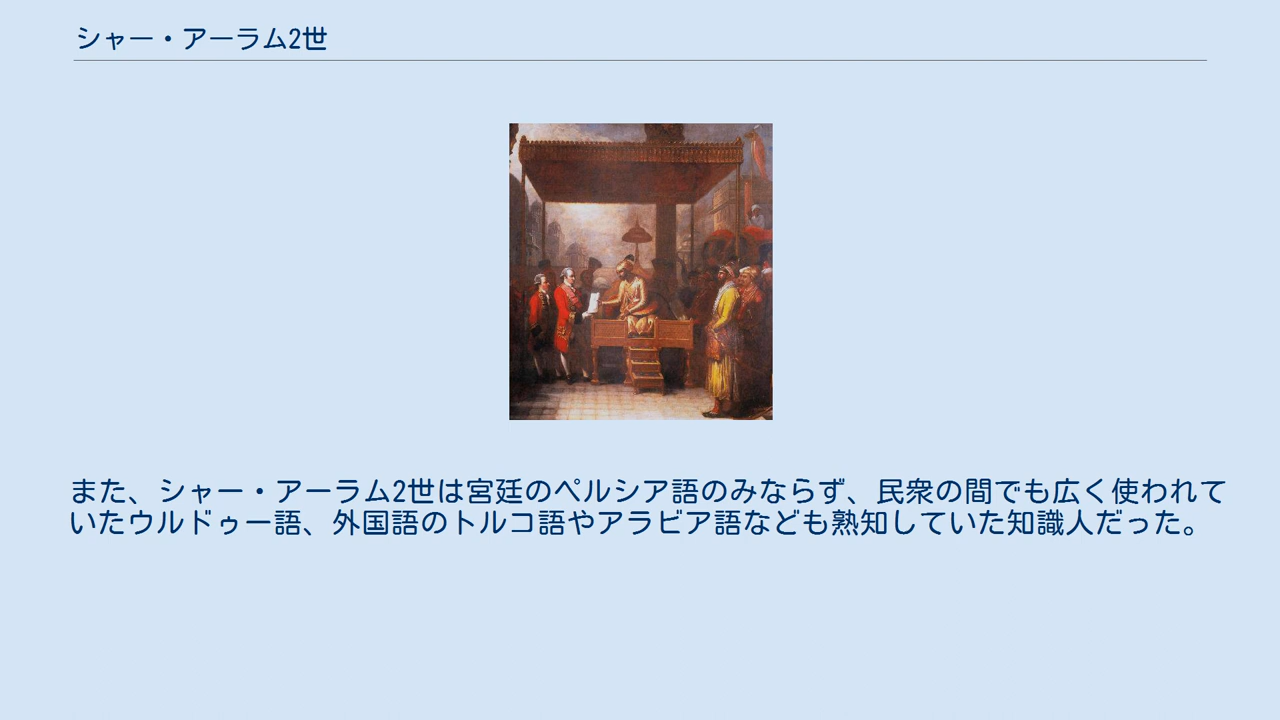 シャー・アーラム2世
また、シャー・アーラム2世は宮廷のペルシア語のみならず、民衆の間でも広く使われて
いたウルドゥー語、外国語のトルコ語やアラビア語なども熟知していた知識人だった。